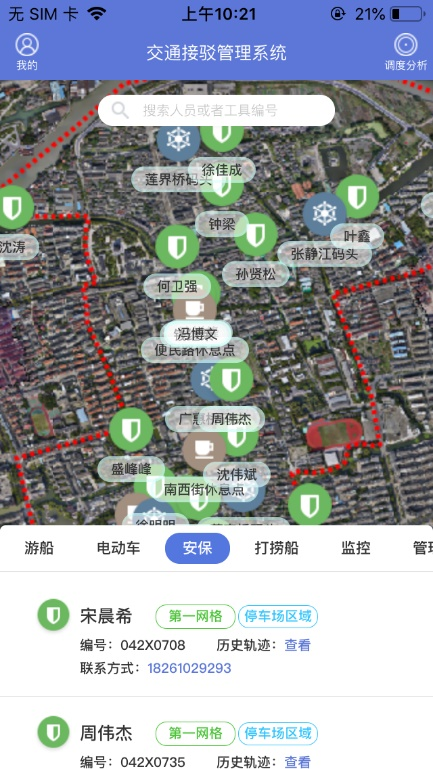 无 SIM 卡 上午10:21 21%
我的 交通接驳管理系统 调度分析
搜索人员或者工具编号
徐佳成
莲界桥码头
钟梁
叶鑫
沈涛
张静江码头
孙贤松
何卫强
冯博文
便民路休息点
周伟杰
盛峰峰
沈伟斌
南西街休息点
游船 电动车 安保 打捞船 监控
宋晨希 第一网格 停车场区域
编号：042X0708 历史轨迹：查看
联系方式：18261029293
周伟杰 第一网格 停车场区域
编号：042X0735 历史轨迹：查看